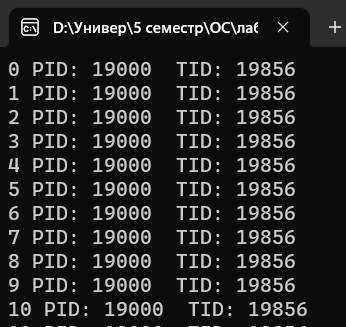 D:\Универ\5 семестр\ОС\лаб
0 PID: 19000  TID: 19856
1 PID: 19000  TID: 19856
2 PID: 19000  TID: 19856
3 PID: 19000  TID: 19856
4 PID: 19000  TID: 19856
5 PID: 19000  TID: 19856
6 PID: 19000  TID: 19856
7 PID: 19000  TID: 19856
8 PID: 19000  TID: 19856
9 PID: 19000  TID: 19856
10 PID: 19000  TID: 19856